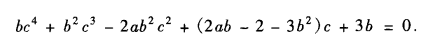 bc⁴ + b²c³ − 2ab²c² + (2ab − 2 − 3b²)c + 3b = 0.